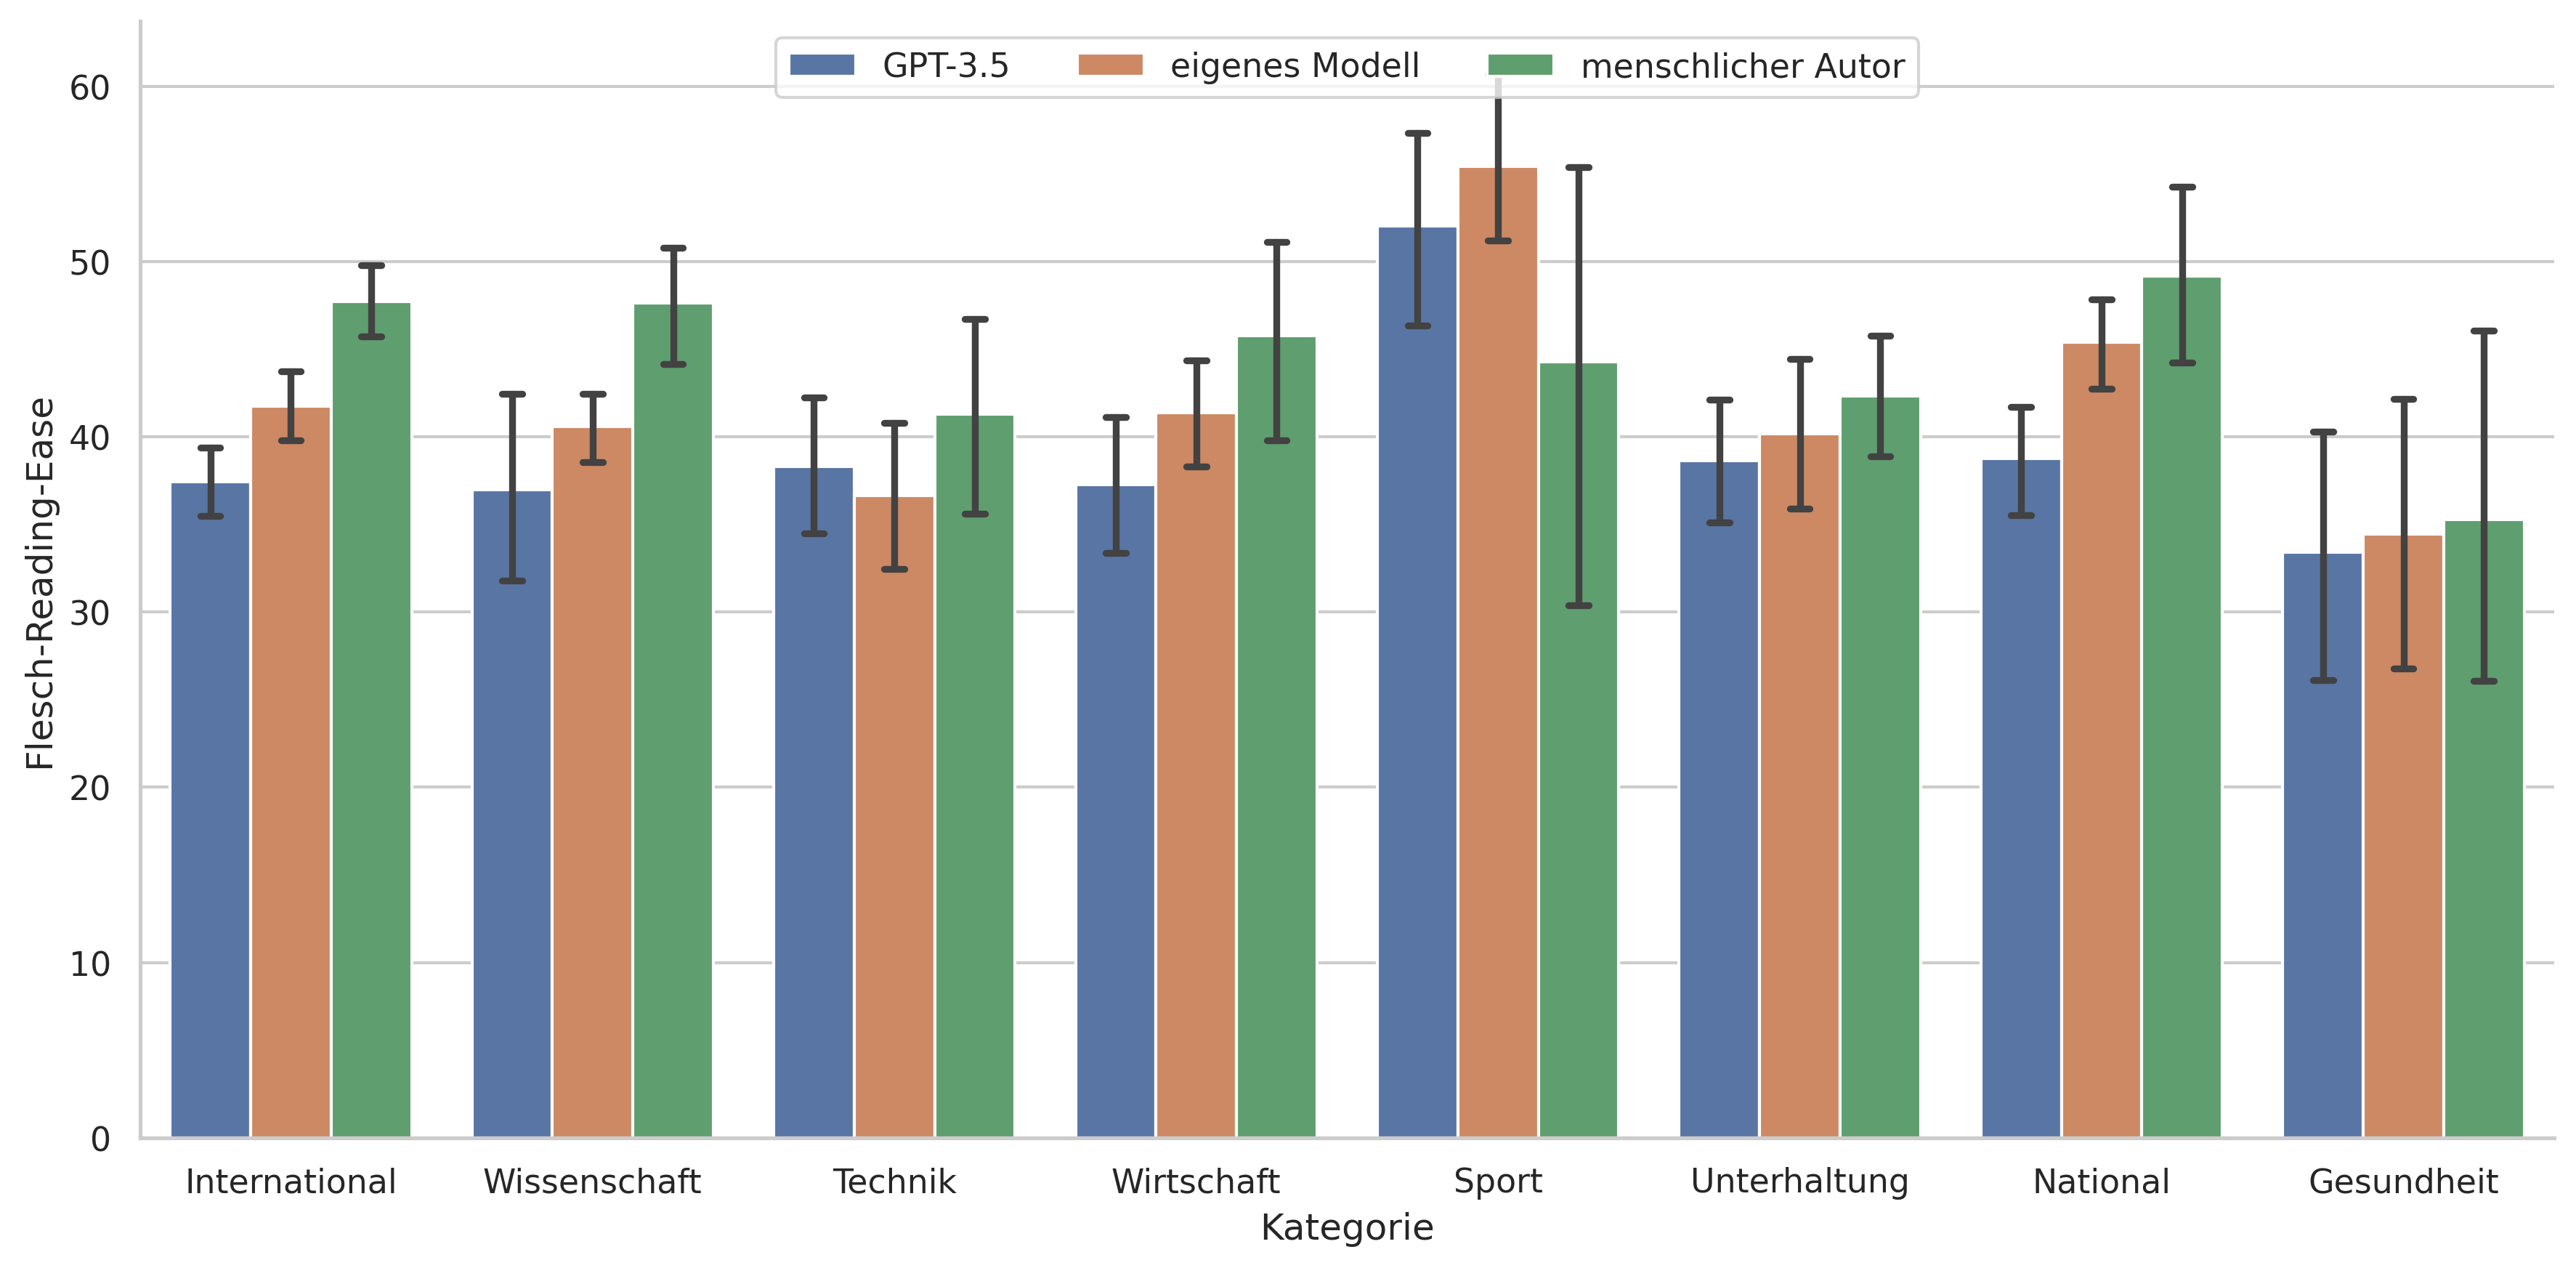 GPT-3.5 eigenes Modell menschlicher Autor
60
50
40
30
20
10
0
Flesch-Reading-Ease
International Wissenschaft Technik Wirtschaft Sport Unterhaltung National Gesundheit
Kategorie